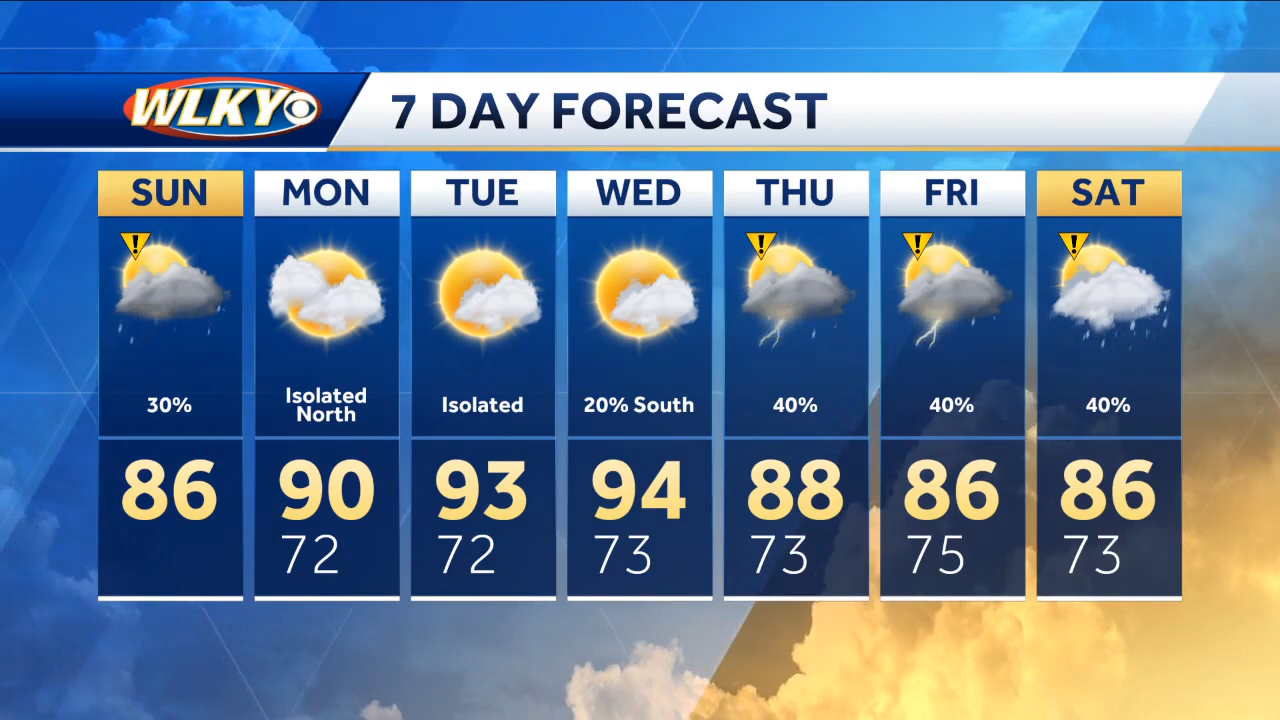 WLKY
7 DAY FORECAST
SUN
MON
TUE
WED
THU
FRI
SAT
!
!
!
!
30%
Isolated
North
Isolated
20% South
40%
40%
40%
86
90
93
94
88
86
86
72
72
73
73
75
73